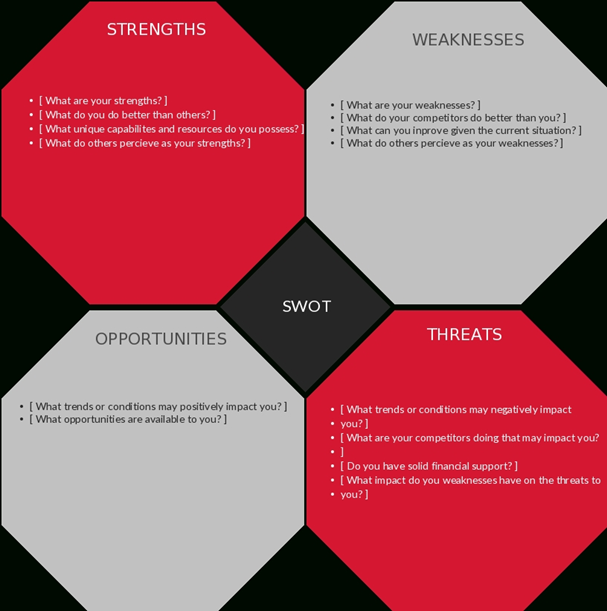 STRENGTHS
• [ What are your strengths? ]
• [ What do you do better than others? ]
• [ What unique capabilites and resources do you possess? ]
• [ What do others percieve as your strengths? ]
WEAKNESSES
• [ What are your weaknesses? ]
• [ What do your competitors do better than you? ]
• [ What can you inprove given the current situation? ]
• [ What do others percieve as your weaknesses? ]
SWOT
OPPORTUNITIES
• [ What trends or conditions may positively impact you? ]
• [ What opportunities are available to you? ]
THREATS
• [ What trends or conditions may negatively impact
• you? ]
• [ What are your competitors doing that may impact you?
• ]
• [ Do you have solid financial support? ]
• [ What impact do you weaknesses have on the threats to
• you? ]